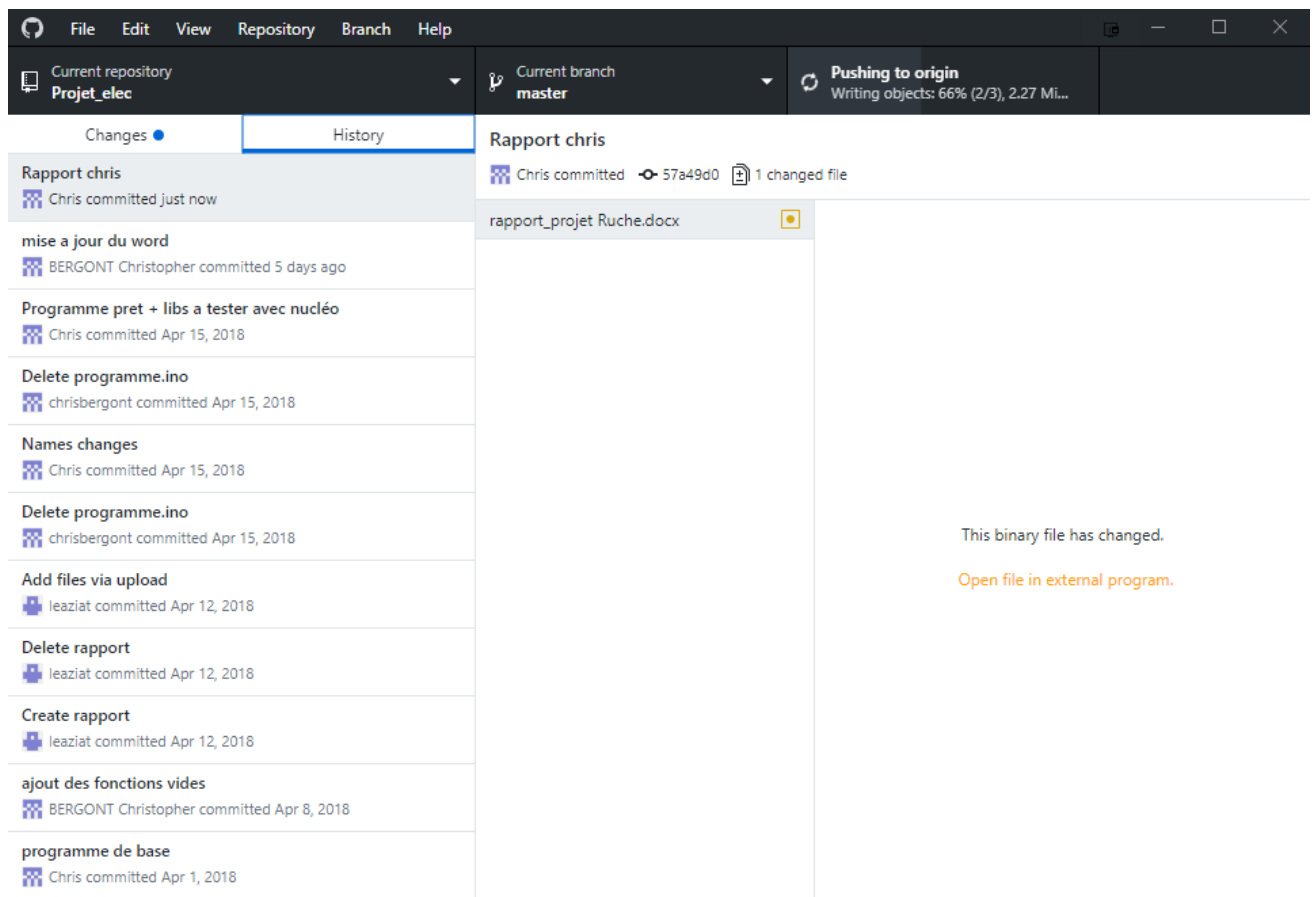 File Edit View Repository Branch Help
Current repository
Projet_elec
Current branch
master
Pushing to origin
Writing objects: 66% (2/3), 2.27 Mi...
Changes
History
Rapport chris
Chris committed just now
mise a jour du word
BERGONT Christopher committed 5 days ago
Programme pret + libs a tester avec nucléo
Chris committed Apr 15, 2018
Delete programme.ino
chrisbergont committed Apr 15, 2018
Names changes
Chris committed Apr 15, 2018
Delete programme.ino
chrisbergont committed Apr 15, 2018
Add files via upload
leaziat committed Apr 12, 2018
Delete rapport
leaziat committed Apr 12, 2018
Create rapport
leaziat committed Apr 12, 2018
ajout des fonctions vides
BERGONT Christopher committed Apr 8, 2018
programme de base
Chris committed Apr 1, 2018
Rapport chris
Chris committed 57a49d0 1 changed file
rapport_projet Ruche.docx
This binary file has changed.
Open file in external program.